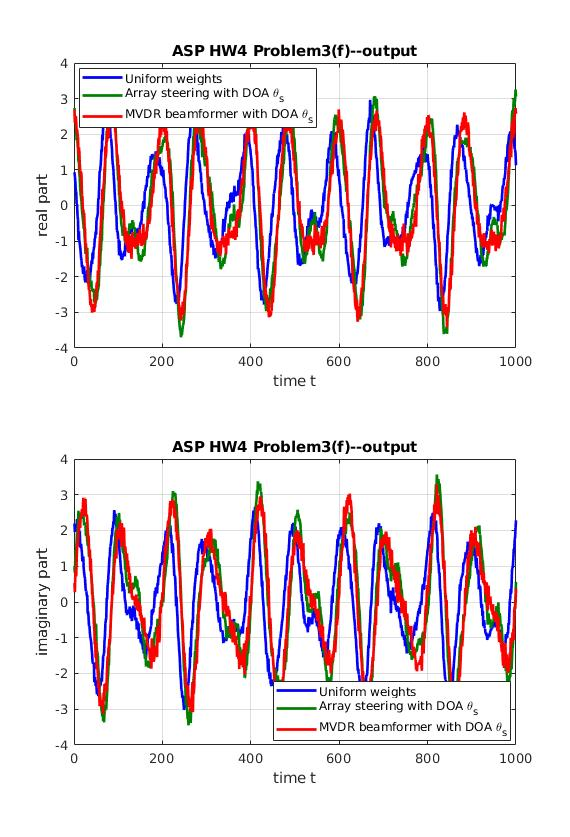 ASP HW4 Problem3(f)--output
4
3
2
1
0
-1
-2
-3
-4
real part
Uniform weights
Array steering with DOA θs
MVDR beamformer with DOA θs
0 200 400 600 800 1000
time t
ASP HW4 Problem3(f)--output
4
3
2
1
0
-1
-2
-3
-4
imaginary part
Uniform weights
Array steering with DOA θs
MVDR beamformer with DOA θs
0 200 400 600 800 1000
time t